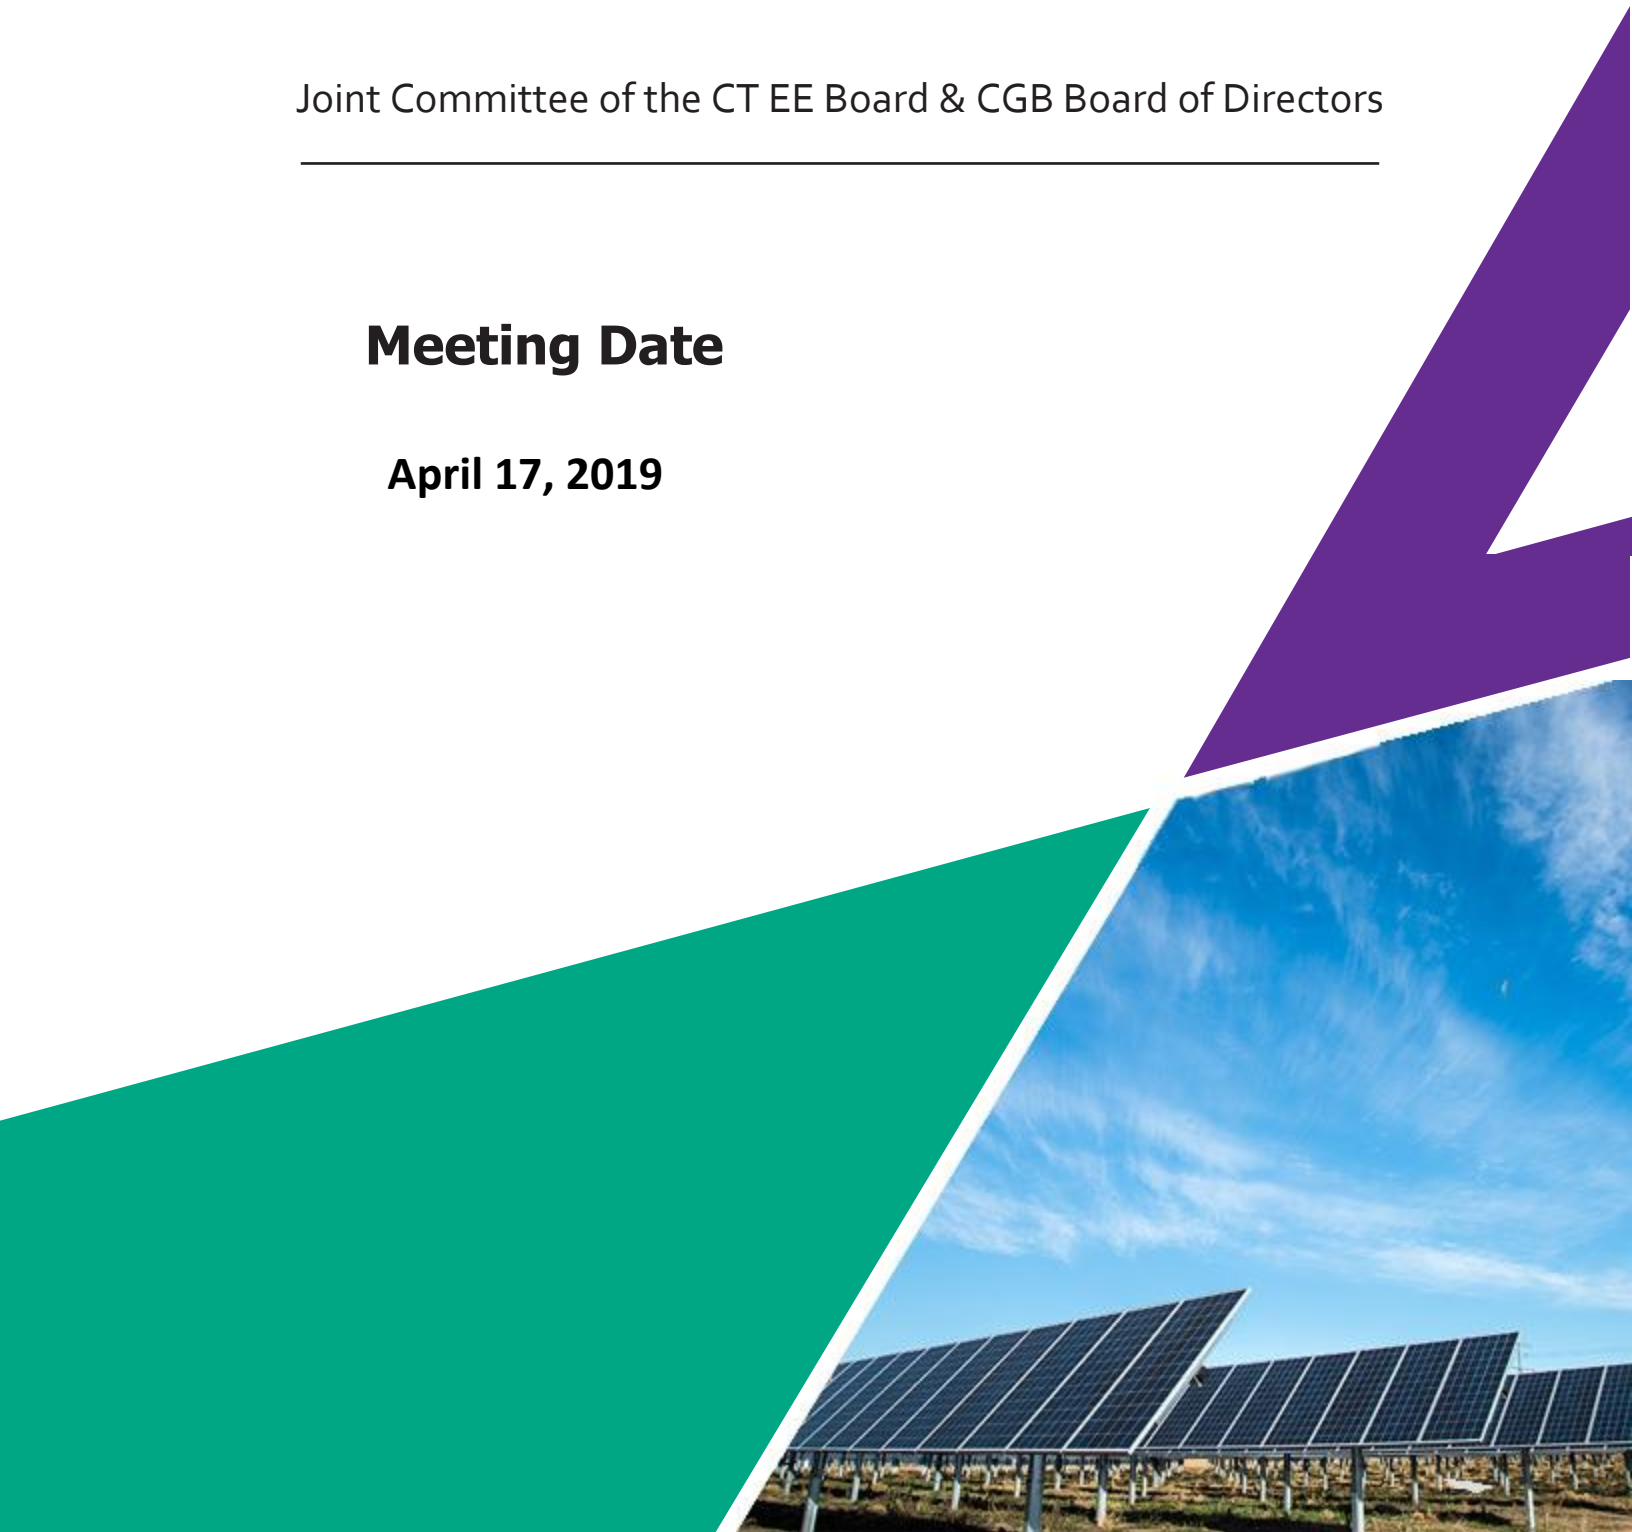 Joint Committee of the CT EE Board & CGB Board of Directors
Meeting Date
April 17, 2019